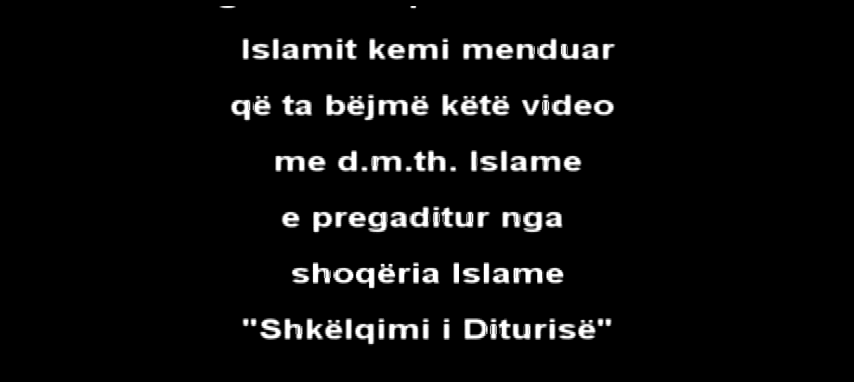 Islamit kemi menduar
që ta bëjmë këtë video
me d.m.th. Islame
e pregaditur nga
shoqëria Islame
"Shkëlqimi i Diturisë"